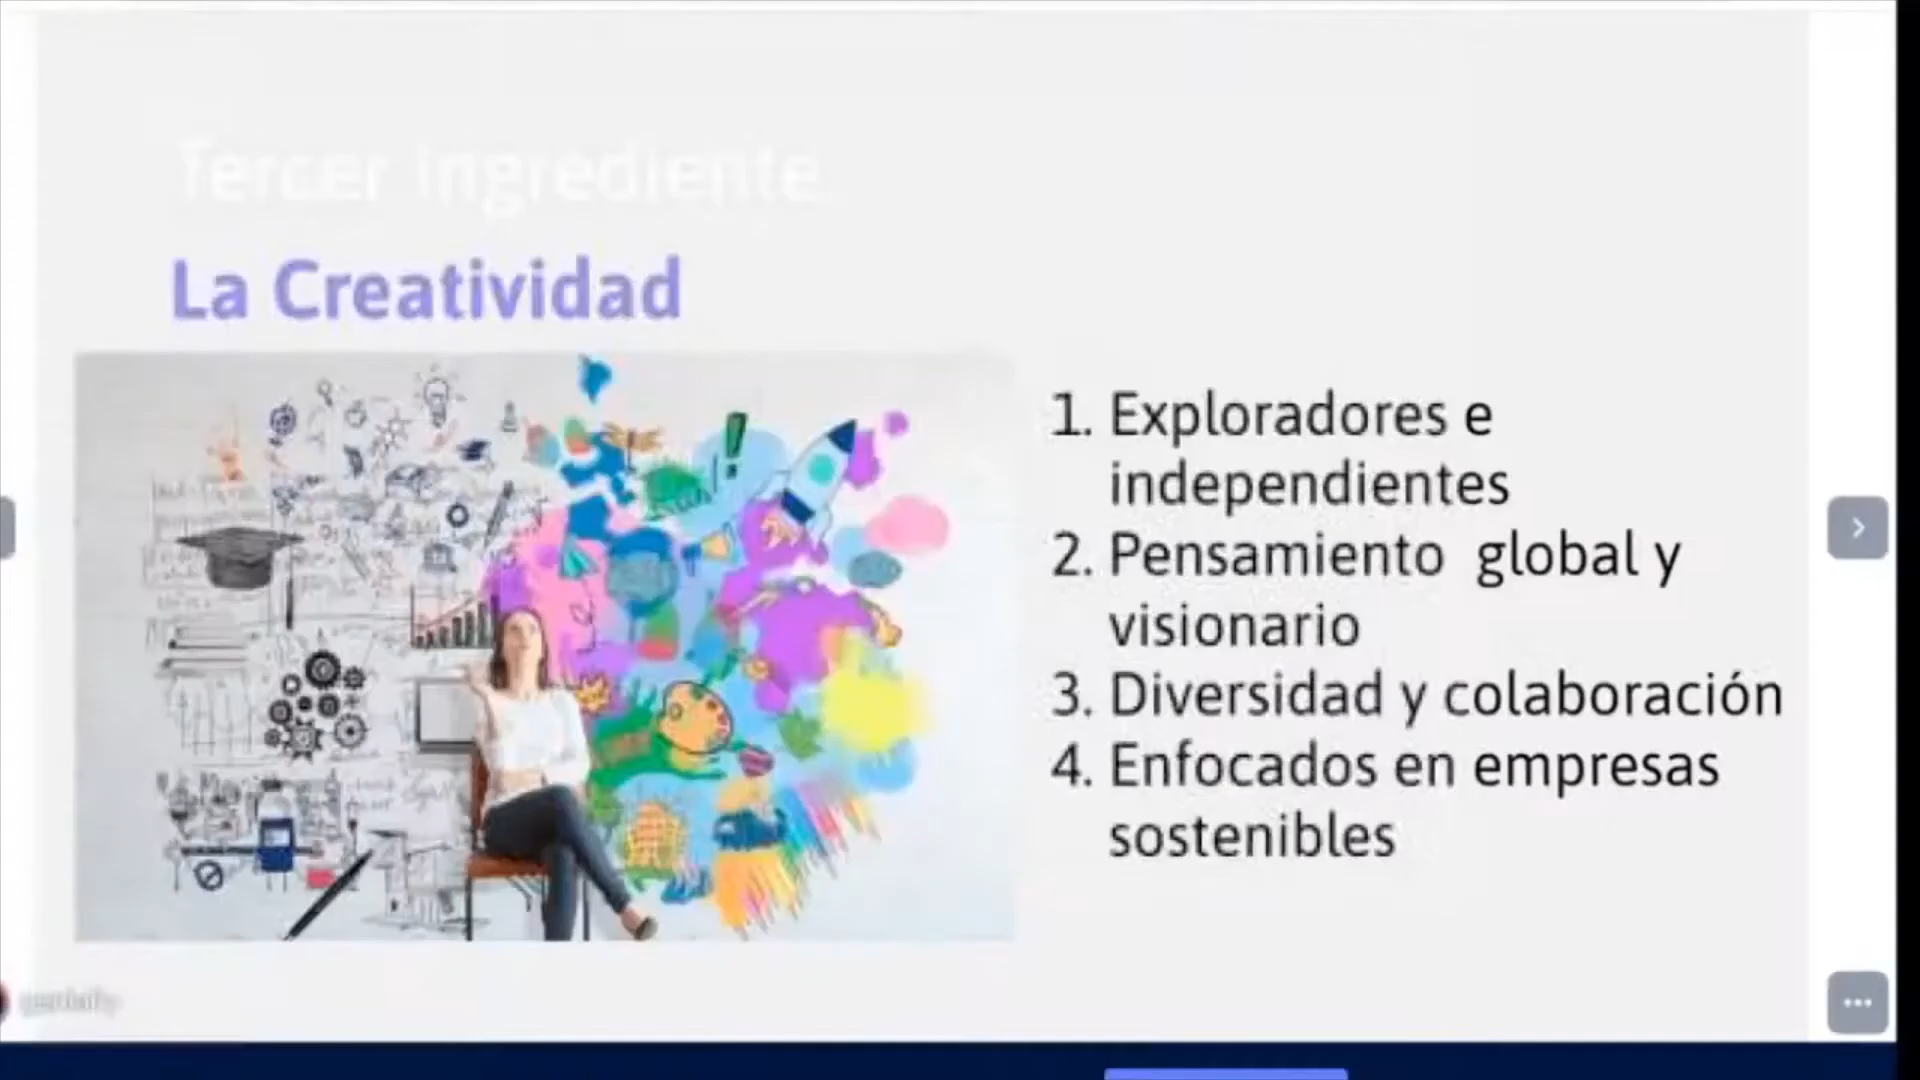 Tercer ingrediente
La Creatividad
1. Exploradores e
independientes
2. Pensamiento global y
visionario
3. Diversidad y colaboración
4. Enfocados en empresas
sostenibles